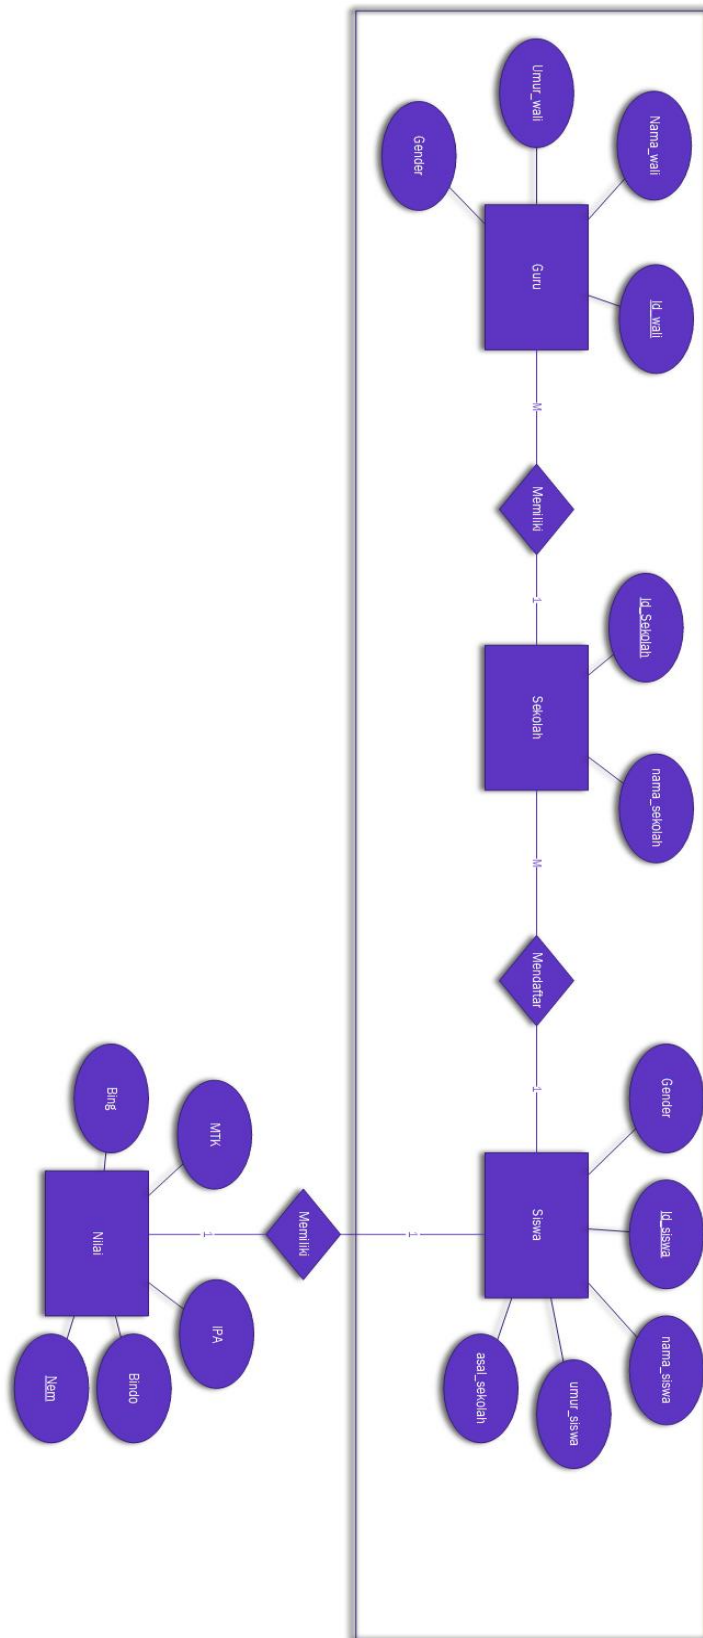 Nama_wali
Id_wali
Umur_wali
Gender
Guru
M
Memiliki
1
Id_Sekolah
nama_sekolah
Sekolah
M
Mendaftar
1
Gender
Id_siswa
nama_siswa
Siswa
umur_siswa
asal_sekolah
1
Memiliki
1
MTK
IPA
Bing
Nilai
Bindo
Nem